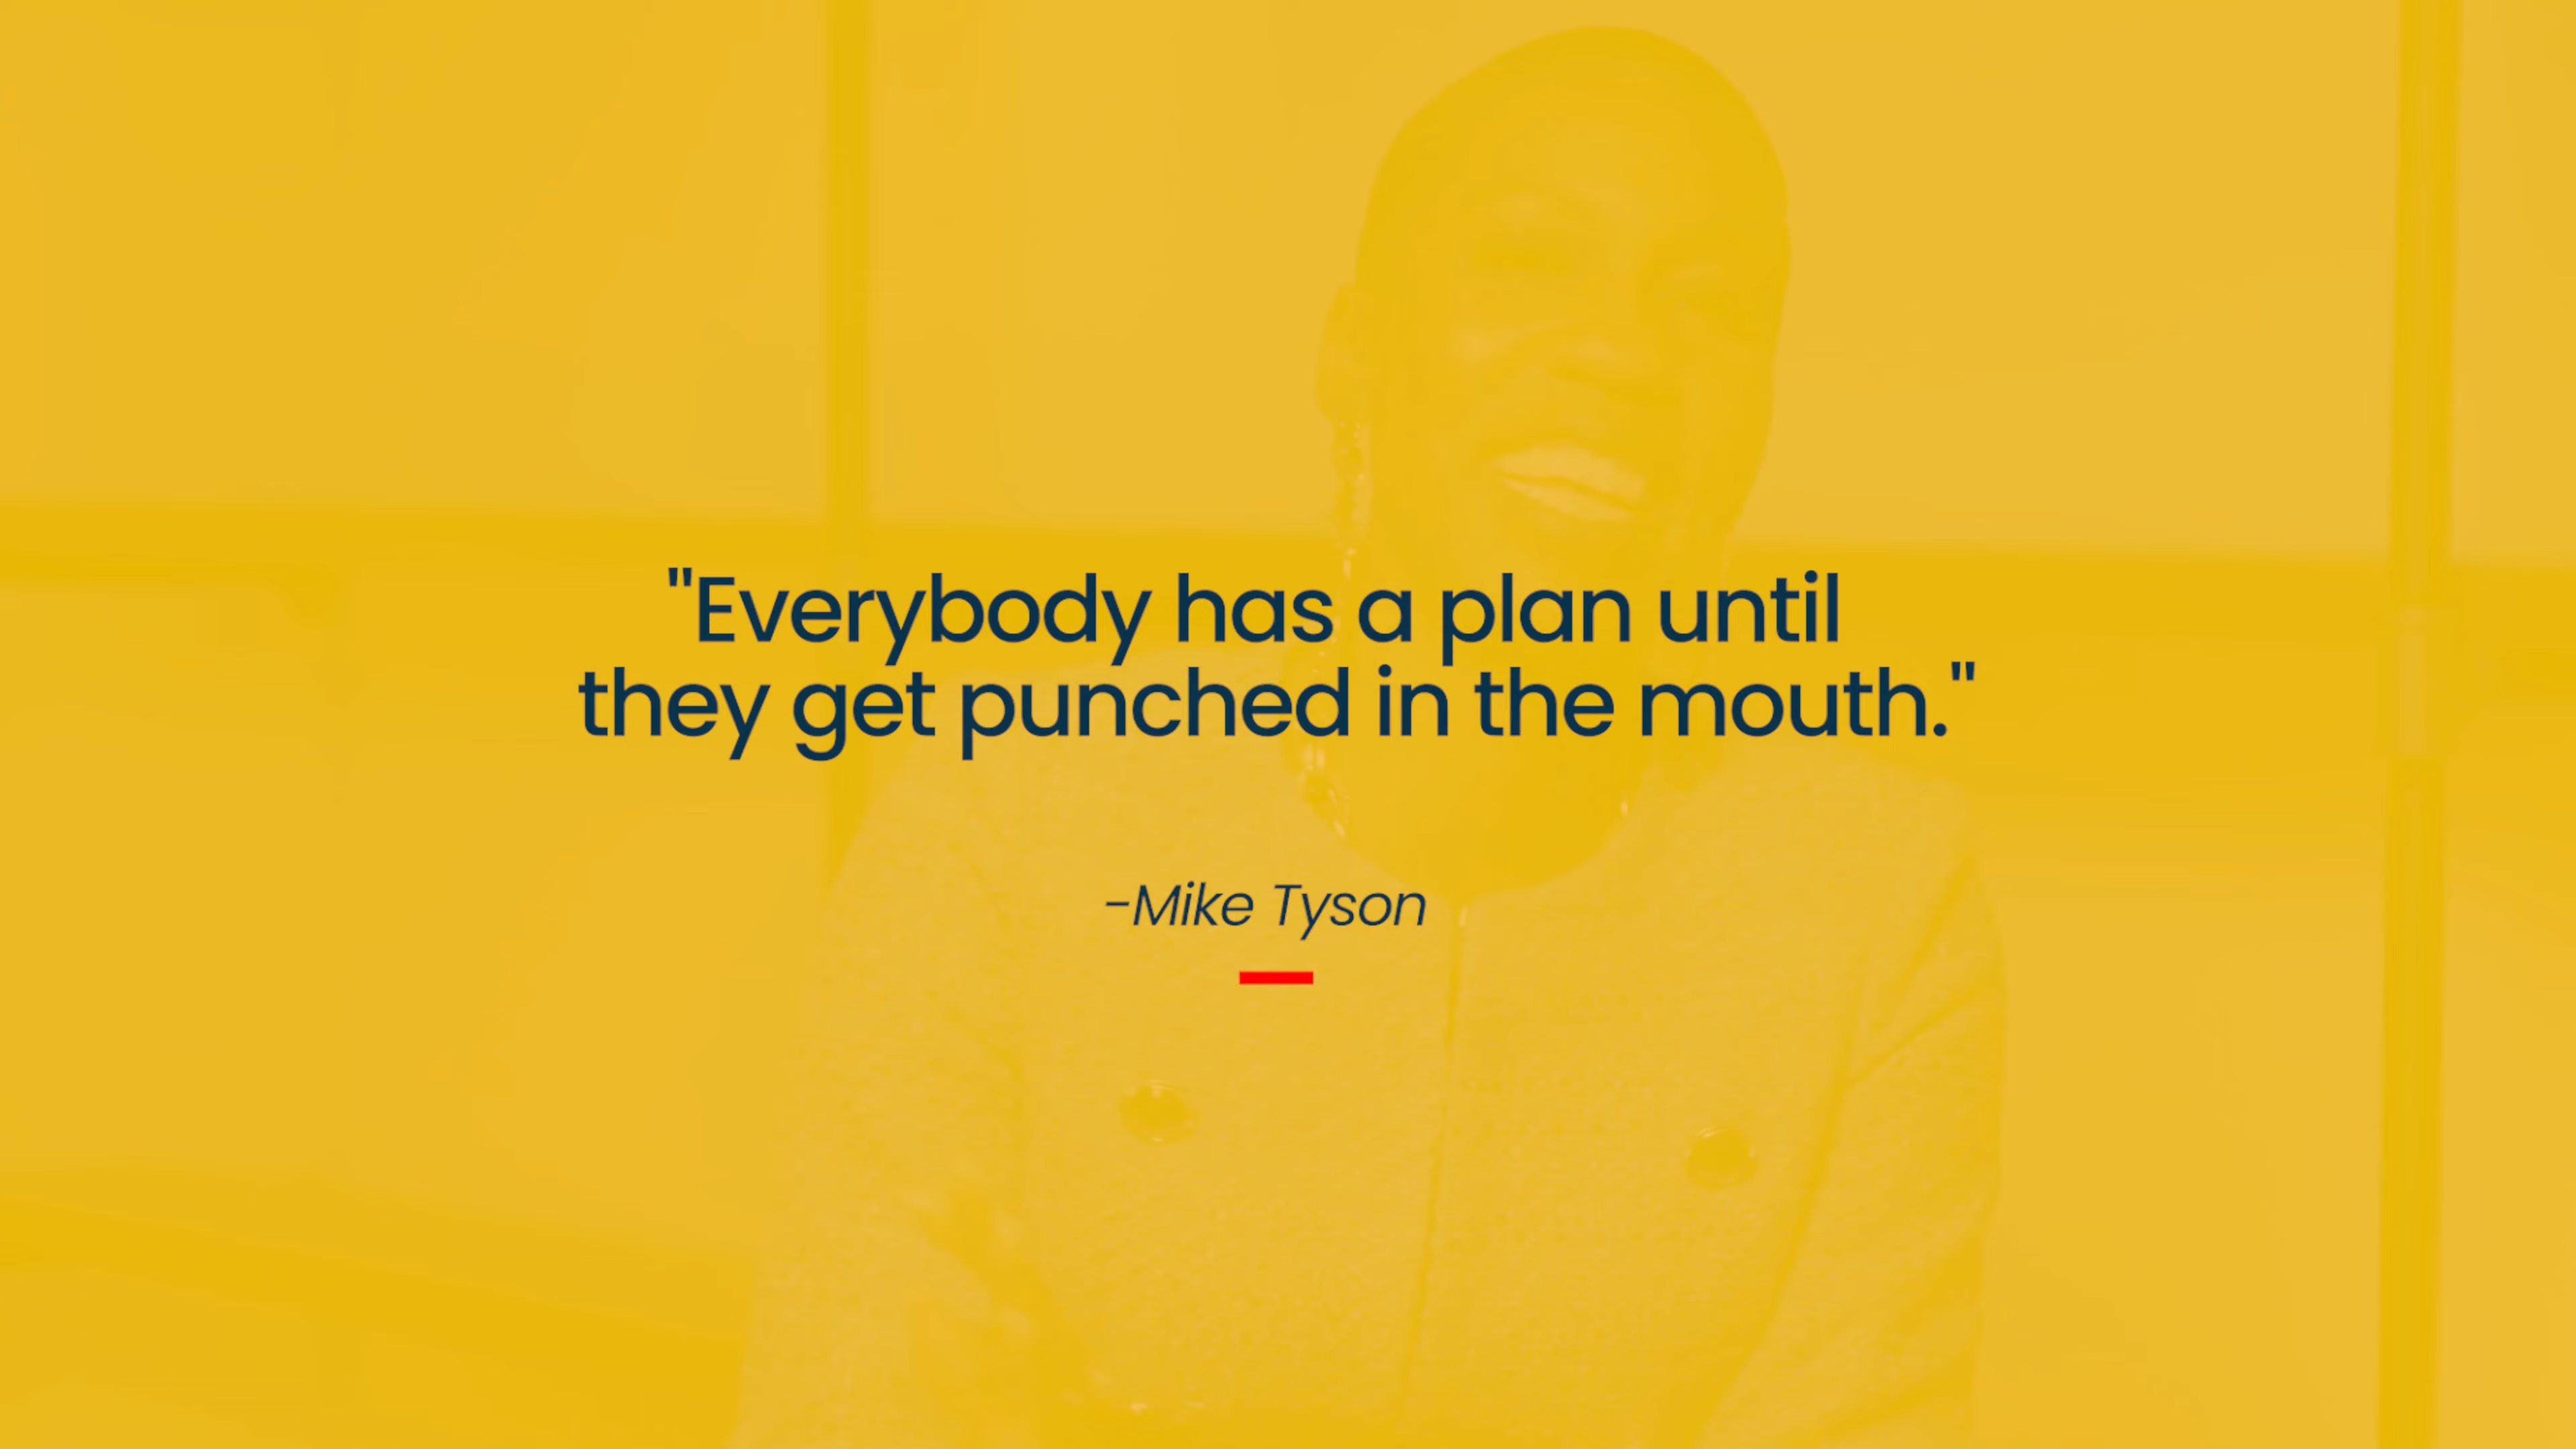 "Everybody has a plan until
they get punched in the mouth."
-Mike Tyson